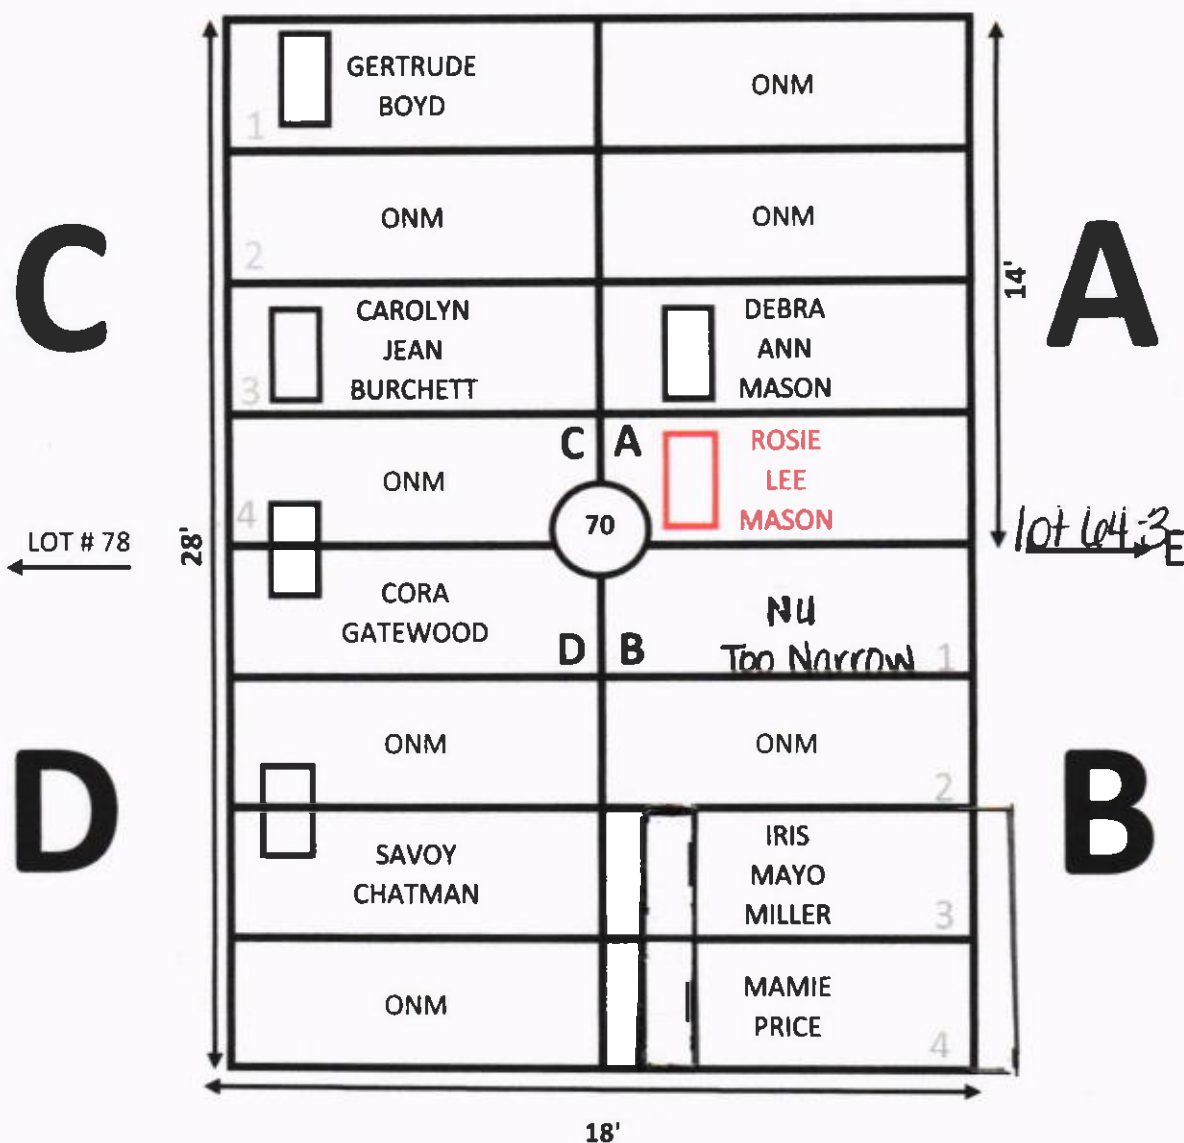 GERTRUDE
BOYD
1
ONM
ONM
2
ONM
C
A
14'
CAROLYN
JEAN
BURCHETT
3
DEBRA
ANN
MASON
C A
ONM
4
ROSIE
LEE
MASON
70
LOT # 78
28'
lot 64-3
E
CORA
GATEWOOD
NU
Too Narrow
1
D B
ONM
ONM
2
D
B
SAVOY
CHATMAN
IRIS
MAYO
MILLER
3
ONM
MAMIE
PRICE
4
18'